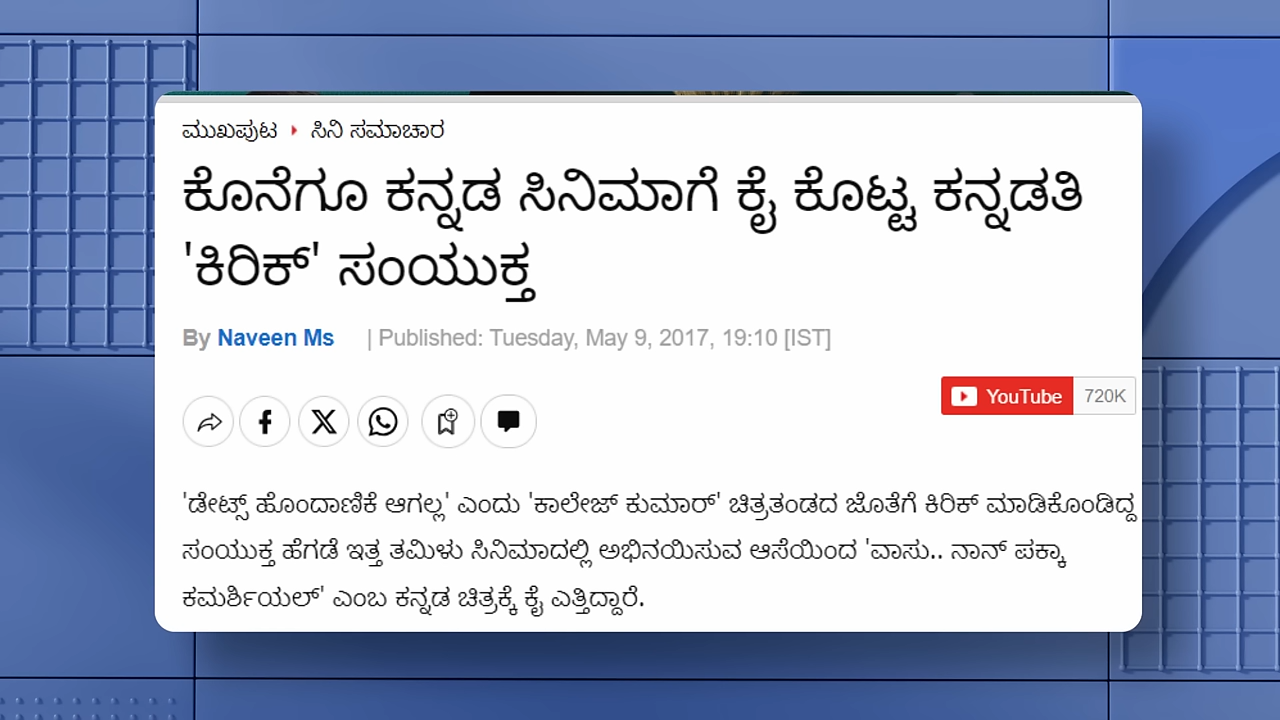 ಮುಖಪುಟ ಸಿನಿ ಸಮಾಚಾರ
ಕೊನೆಗೂ ಕನ್ನಡ ಸಿನಿಮಾಗೆ ಕೈ ಕೊಟ್ಟ ಕನ್ನಡತಿ
'ಕಿರಿಕ್' ಸಂಯುಕ್ತ
By Naveen Ms | Published: Tuesday, May 9, 2017, 19:10 [IST]
YouTube 720K
'ಡೇಟ್ಸ್ ಹೊಂದಾಣಿಕೆ ಆಗಲ್ಲ' ಎಂದು 'ಕಾಲೇಜ್ ಕುಮಾರ್' ಚಿತ್ರತಂಡದ ಜೊತೆಗೆ ಕಿರಿಕ್ ಮಾಡಿಕೊಂಡಿದ್ದ
ಸಂಯುಕ್ತ ಹೆಗಡೆ ಇತ್ತ ತಮಿಳು ಸಿನಿಮಾದಲ್ಲಿ ಅಭಿನಯಿಸುವ ಆಸೆಯಿಂದ 'ವಾಸು.. ನಾನ್ ಪಕ್ಕಾ
ಕಮರ್ಶಿಯಲ್' ಎಂಬ ಕನ್ನಡ ಚಿತ್ರಕ್ಕೆ ಕೈ ಎತ್ತಿದ್ದಾರೆ.